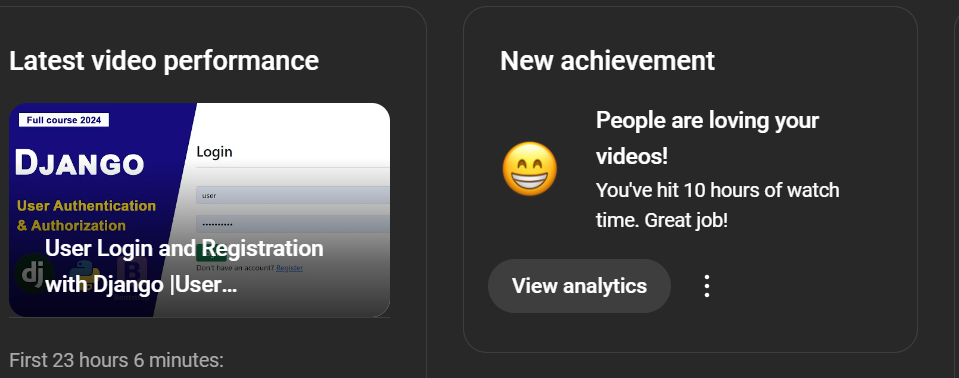 Latest video performance
Full course 2024
DJANGO
User Authentication
& Authorization
Login
user
Don't have an account? Register
User Login and Registration
with Django |User...
dj
First 23 hours 6 minutes:
New achievement
People are loving your
videos!
You've hit 10 hours of watch
time. Great job!
View analytics